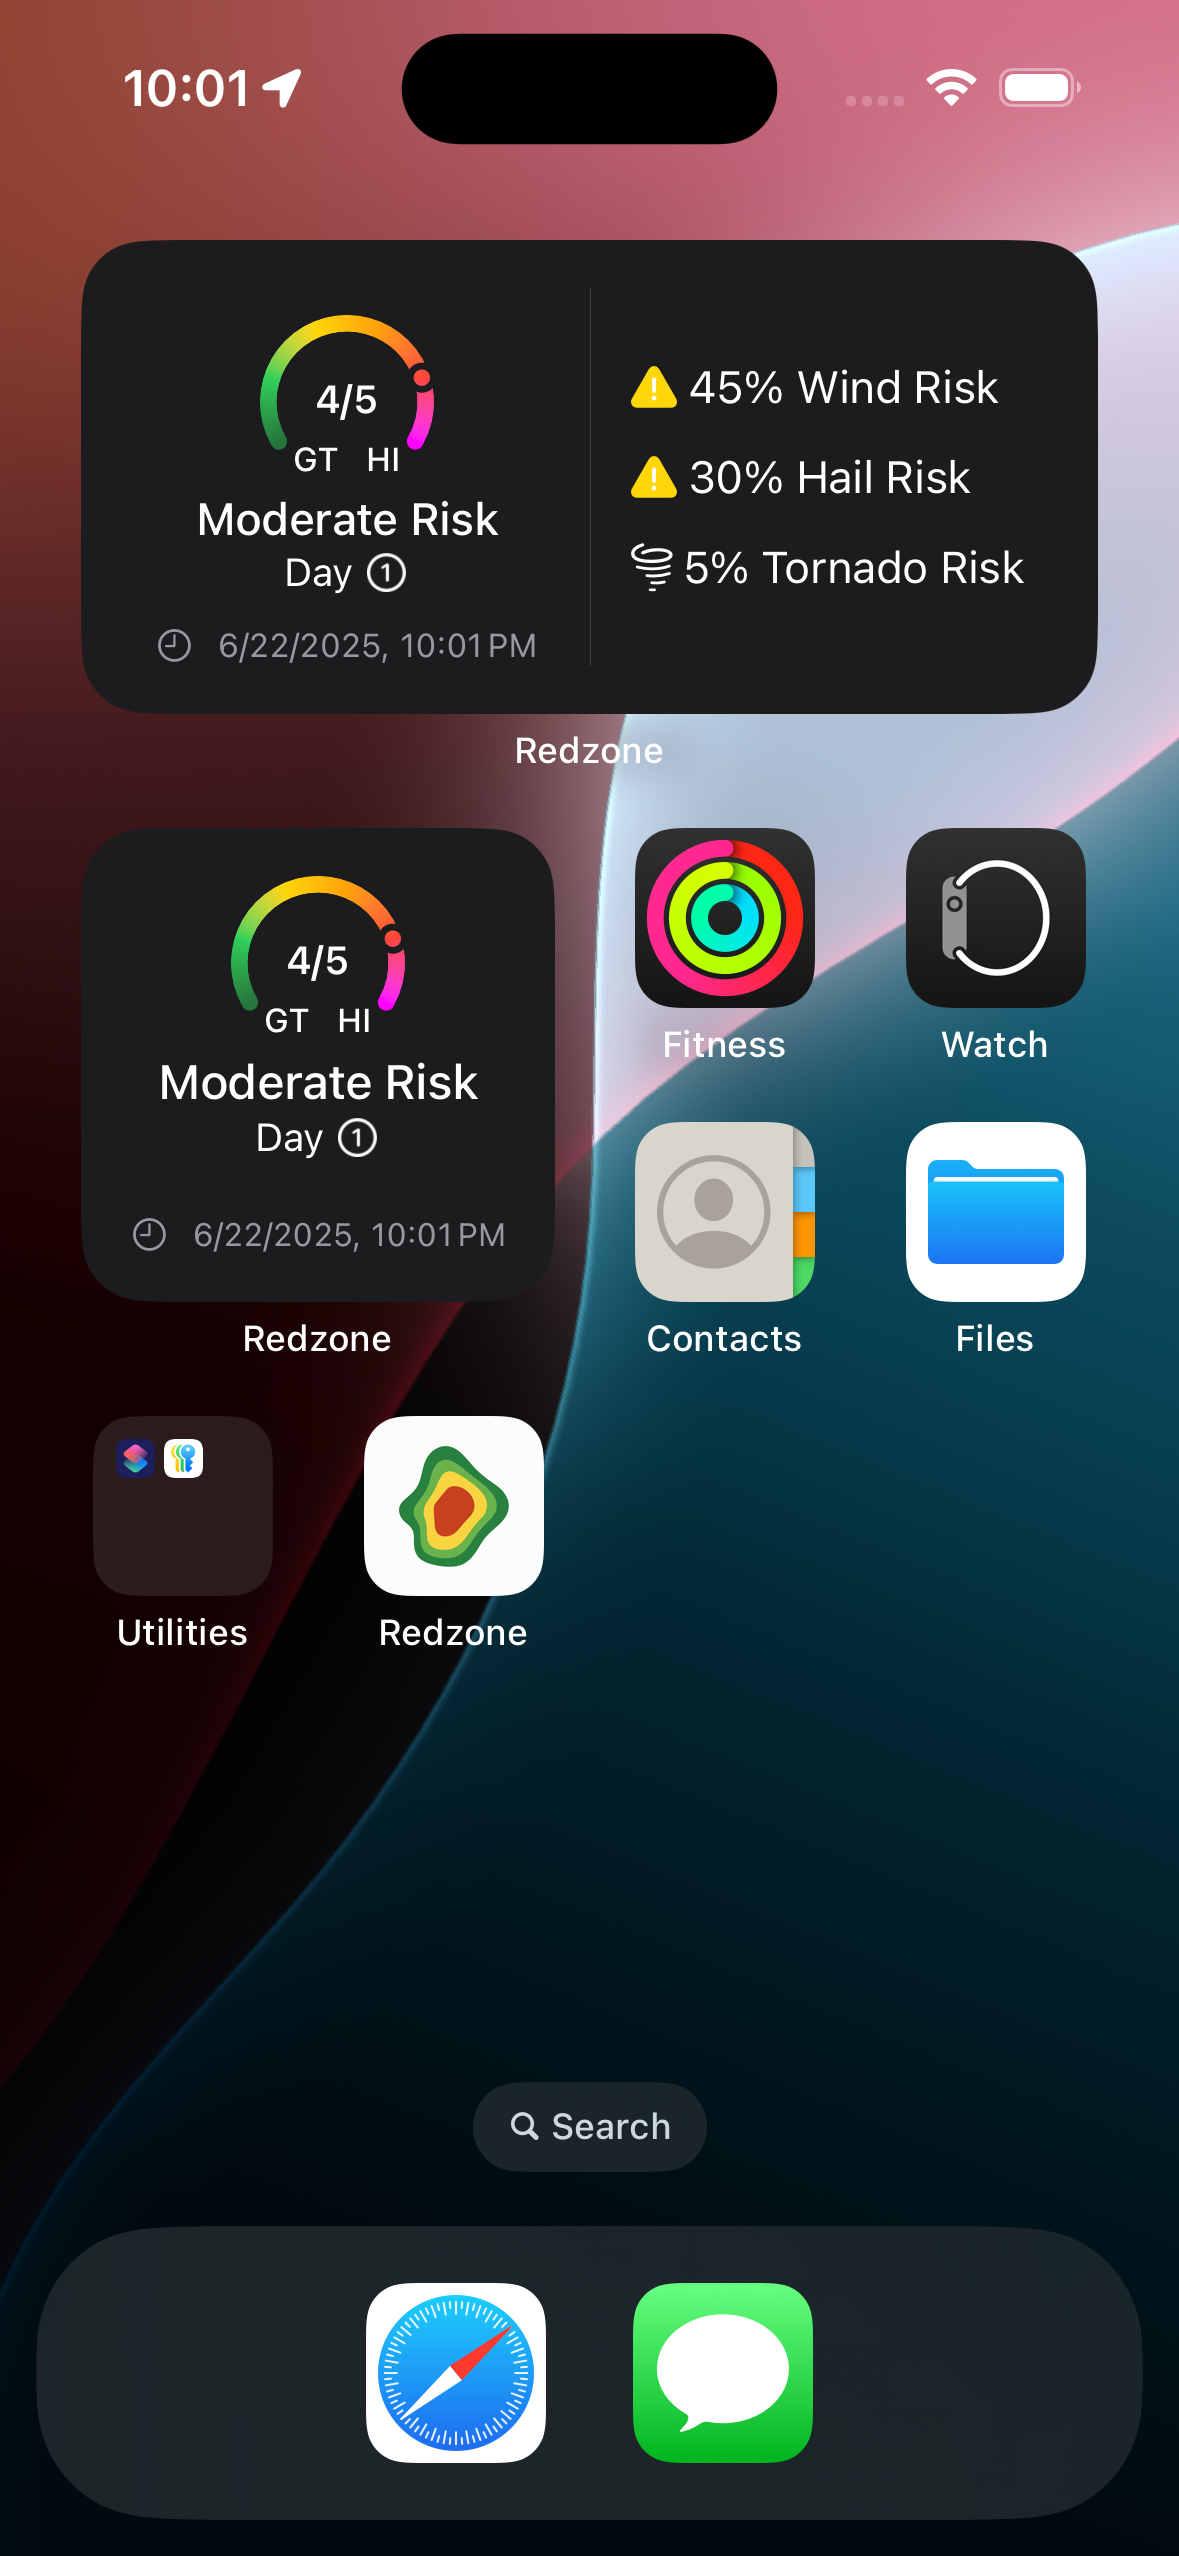 10:01
4/5
GT HI
Moderate Risk
Day 1
6/22/2025, 10:01 PM
45% Wind Risk
30% Hail Risk
5% Tornado Risk
Redzone
4/5
GT HI
Moderate Risk
Day 1
6/22/2025, 10:01 PM
Redzone
Fitness
Watch
Contacts
Files
Utilities
Redzone
Search